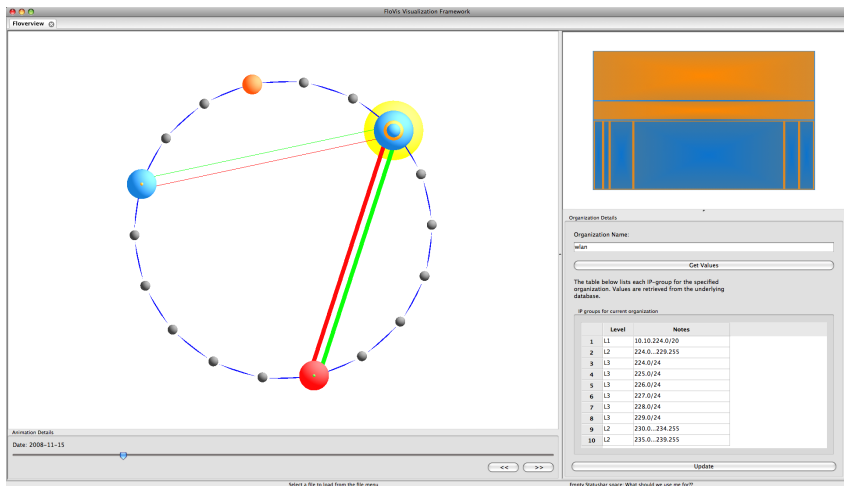 FloVis Visualization Framework
Floverview
Organization Details
Organization Name:
wlan
Get Values
The table below lists each IP-group for the specified
organization. Values are retrieved from the underlying
database.
IP groups for current organization
Level Notes
1 L1 10.10.224.0/20
2 L2 224.0...229.255
3 L3 224.0/24
4 L3 225.0/24
5 L3 226.0/24
6 L3 227.0/24
7 L3 228.0/24
8 L3 229.0/24
9 L2 230.0...234.255
10 L2 235.0...239.255
Update
Animation Details
Date: 2008-11-15
<< >>
Select a file to load from the file menu
Empty Statusbar space: What should we use me for??